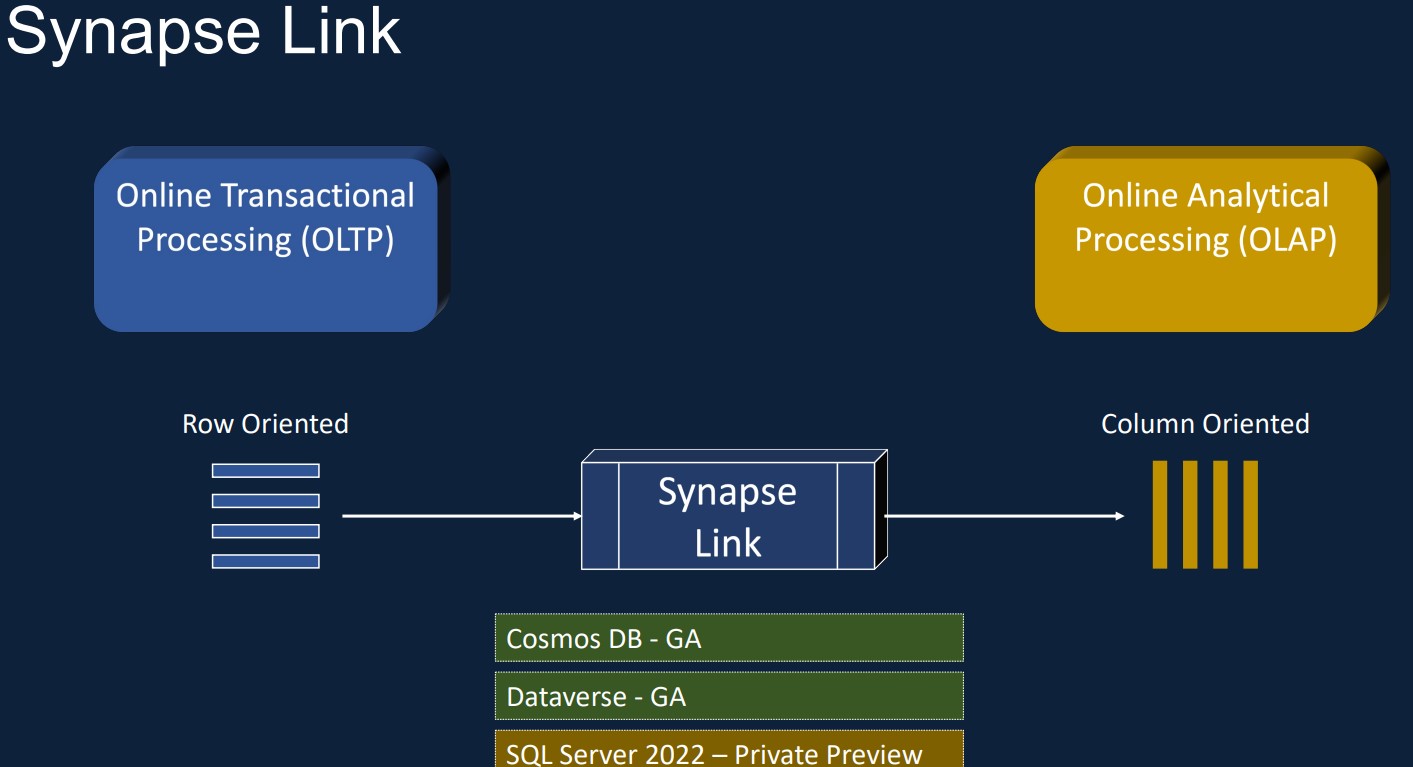 Synapse Link
Online Transactional
Processing (OLTP)
Online Analytical
Processing (OLAP)
Row Oriented
Column Oriented
Synapse
Link
Cosmos DB - GA
Dataverse - GA
SQL Server 2022 – Private Preview